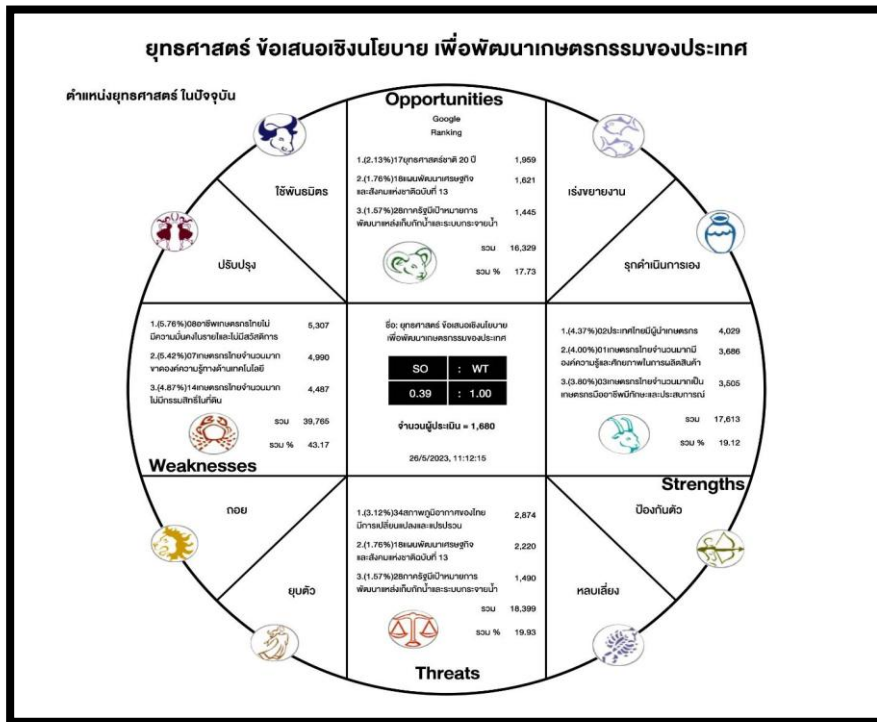 ยุทธศาสตร์ ข้อเสนอเชิงนโยบาย เพื่อพัฒนาเกษตรกรรมของประเทศ
ตำแหน่งยุทธศาสตร์ ในปัจจุบัน
Opportunities
Google
Ranking
1.(2.13%)17ยุทธศาสตร์ชาติ 20 ปี 1,959
2.(1.76%)18แผนพัฒนาเศรษฐกิจ 1,621
และสังคมแห่งชาติฉบับที่ 13
3.(1.57%)28ภาครัฐมีเป้าหมายการ 1,445
พัฒนาแหล่งเก็บกักน้ำและระบบกระจายน้ำ
รวม 16,329
รวม % 17.73
ใช้พันธมิตร
เร่งขยายงาน
ปรับปรุง
รุกดำเนินการเอง
1.(5.76%)08อาชีพเกษตรกรไทยไม่ 5,307
มีความมั่นคงในรายได้และไม่มีสวัสดิการ
2.(5.42%)07เกษตรกรไทยจำนวนมาก 4,990
ขาดองค์ความรู้ทางด้านเทคโนโลยี
3.(4.87%)14เกษตรกรไทยจำนวนมาก 4,487
ไม่มีกรรมสิทธิ์ในที่ดิน
รวม 39,765
รวม % 43.17
Weaknesses
ชื่อ: ยุทธศาสตร์ ข้อเสนอเชิงนโยบาย
เพื่อพัฒนาเกษตรกรรมของประเทศ
SO : WT
0.39 : 1.00
จำนวนผู้ประเมิน = 1,680
26/5/2023, 11:12:15
1.(4.37%)02ประเทศไทยมีผู้นำเกษตรกร 4,029
2.(4.00%)01เกษตรกรไทยจำนวนมากมี 3,686
องค์ความรู้และศักยภาพในการผลิตสินค้า
3.(3.80%)03เกษตรกรไทยจำนวนมากเป็น 3,505
เกษตรกรมืออาชีพมีทักษะและประสบการณ์
รวม 17,613
รวม % 19.12
Strengths
ถอย
ป้องกันตัว
ยุบตัว
หลบเลี่ยง
1.(3.12%)34สภาพภูมิอากาศของไทย 2,874
มีการเปลี่ยนแปลงและแปรปรวน
2.(1.76%)18แผนพัฒนาเศรษฐกิจ 2,220
และสังคมแห่งชาติฉบับที่ 13
3.(1.57%)28ภาครัฐมีเป้าหมายการ 1,490
พัฒนาแหล่งเก็บกักน้ำและระบบกระจายน้ำ
รวม 18,399
รวม % 19.93
Threats